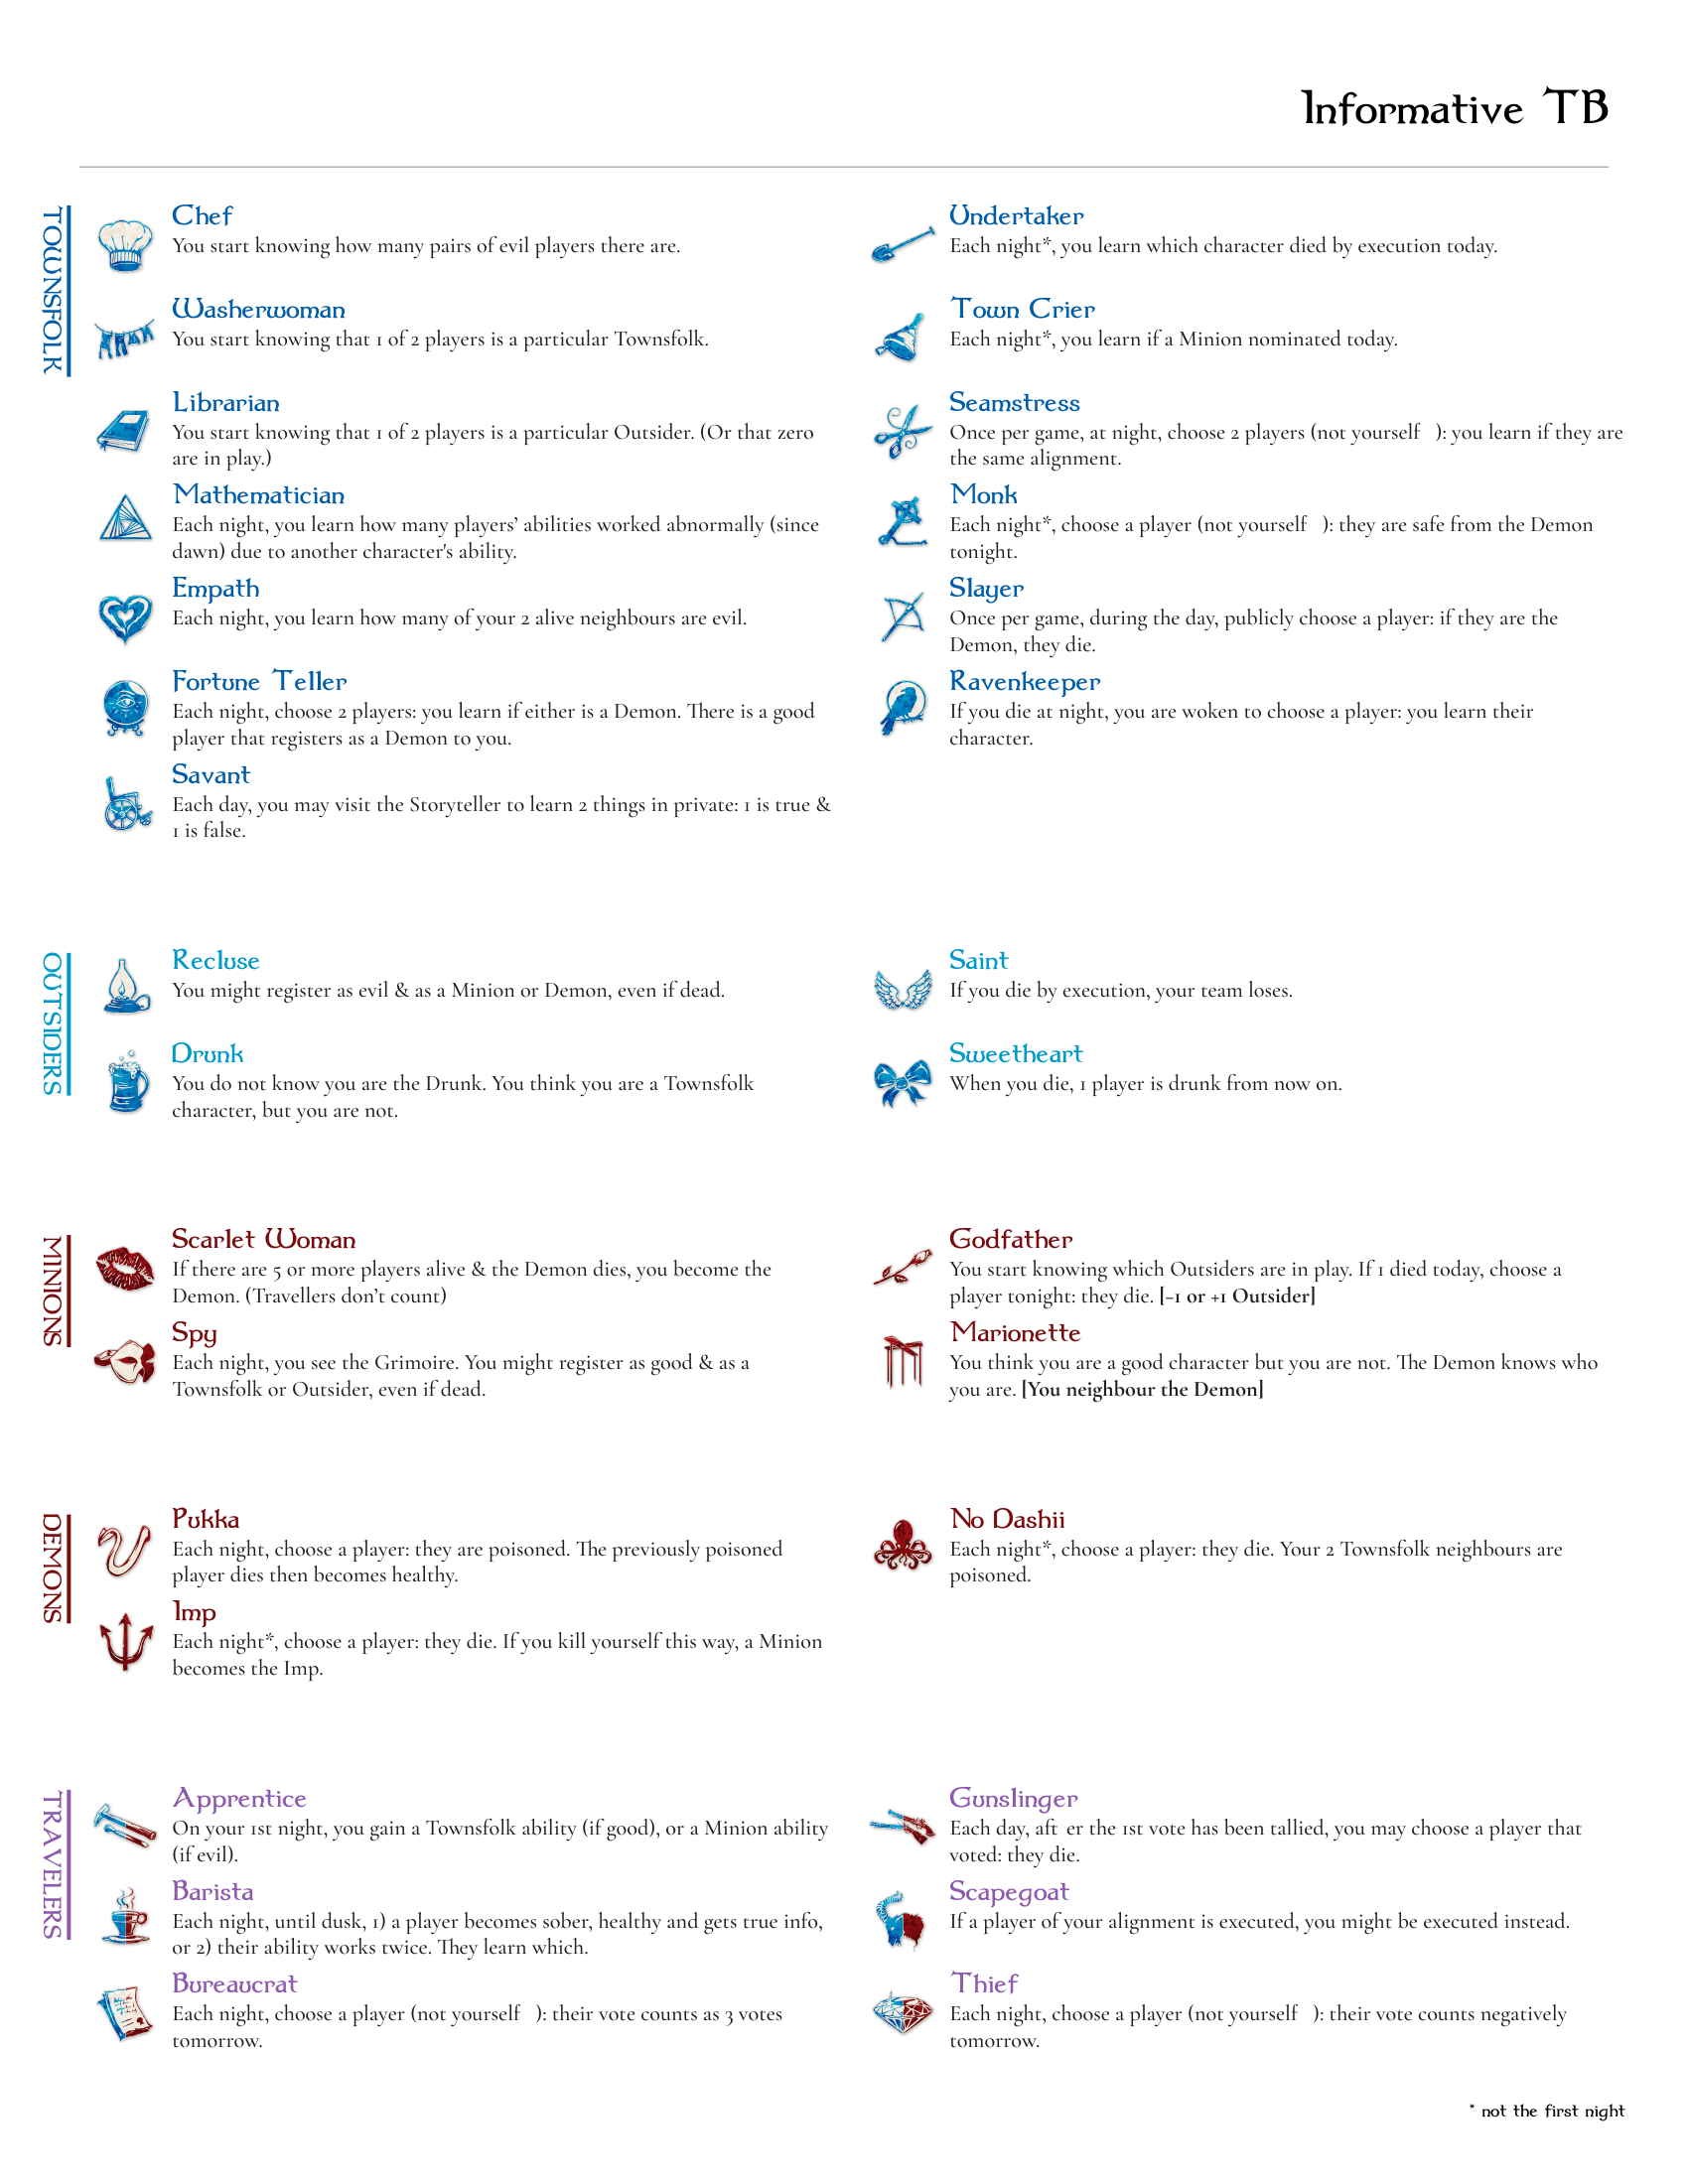 Informative TB
TOWNSFOLK
Chef
You start knowing how many pairs of evil players there are.
Washerwoman
You start knowing that 1 of 2 players is a particular Townsfolk.
Librarian
You start knowing that 1 of 2 players is a particular Outsider. (Or that zero
are in play.)
Mathematician
Each night, you learn how many players’ abilities worked abnormally (since
dawn) due to another character's ability.
Empath
Each night, you learn how many of your 2 alive neighbours are evil.
Fortune Teller
Each night, choose 2 players: you learn if either is a Demon. There is a good
player that registers as a Demon to you.
Savant
Each day, you may visit the Storyteller to learn 2 things in private: 1 is true &
1 is false.
Undertaker
Each night*, you learn which character died by execution today.
Town Crier
Each night*, you learn if a Minion nominated today.
Seamstress
Once per game, at night, choose 2 players (not yourself ): you learn if they are
the same alignment.
Monk
Each night*, choose a player (not yourself ): they are safe from the Demon
tonight.
Slayer
Once per game, during the day, publicly choose a player: if they are the
Demon, they die.
Ravenkeeper
If you die at night, you are woken to choose a player: you learn their
character.
OUTSIDERS
Recluse
You might register as evil & as a Minion or Demon, even if dead.
Drunk
You do not know you are the Drunk. You think you are a Townsfolk
character, but you are not.
Saint
If you die by execution, your team loses.
Sweetheart
When you die, 1 player is drunk from now on.
MINIONS
Scarlet Woman
If there are 5 or more players alive & the Demon dies, you become the
Demon. (Travellers don’t count)
Spy
Each night, you see the Grimoire. You might register as good & as a
Townsfolk or Outsider, even if dead.
Godfather
You start knowing which Outsiders are in play. If 1 died today, choose a
player tonight: they die. [-1 or +1 Outsider]
Marionette
You think you are a good character but you are not. The Demon knows who
you are. [You neighbour the Demon]
DEMONS
Pukka
Each night, choose a player: they are poisoned. The previously poisoned
player dies then becomes healthy.
Imp
Each night*, choose a player: they die. If you kill yourself this way, a Minion
becomes the Imp.
No Dashii
Each night*, choose a player: they die. Your 2 Townsfolk neighbours are
poisoned.
TRAVELERS
Apprentice
On your 1st night, you gain a Townsfolk ability (if good), or a Minion ability
(if evil).
Barista
Each night, until dusk, 1) a player becomes sober, healthy and gets true info,
or 2) their ability works twice. They learn which.
Bureaucrat
Each night, choose a player (not yourself ): their vote counts as 3 votes
tomorrow.
Gunslinger
Each day, aft er the 1st vote has been tallied, you may choose a player that
voted: they die.
Scapegoat
If a player of your alignment is executed, you might be executed instead.
Thief
Each night, choose a player (not yourself ): their vote counts negatively
tomorrow.
* not the first night